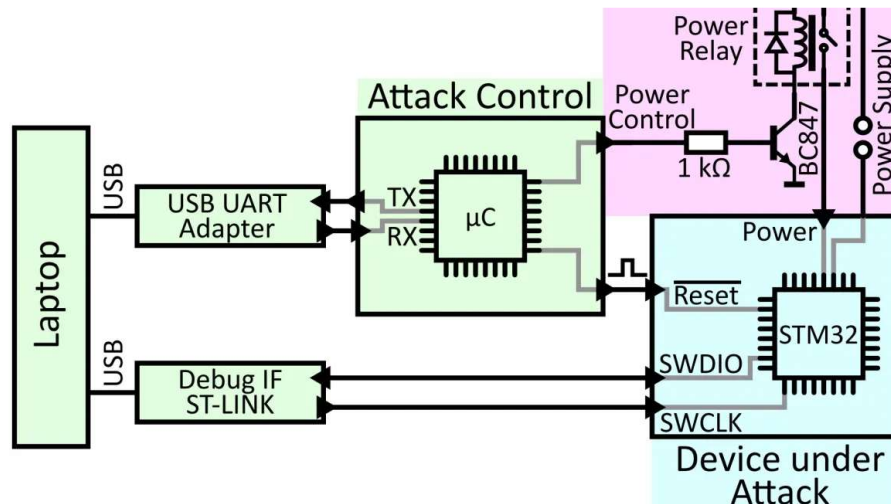 Power
Relay
Power Supply
Attack Control
Power
Control
BC847
1 kΩ
USB
USB UART
Adapter
TX
RX
µC
Power
Laptop
Reset
STM32
USB
Debug IF
ST-LINK
SWDIO
SWCLK
Device under
Attack